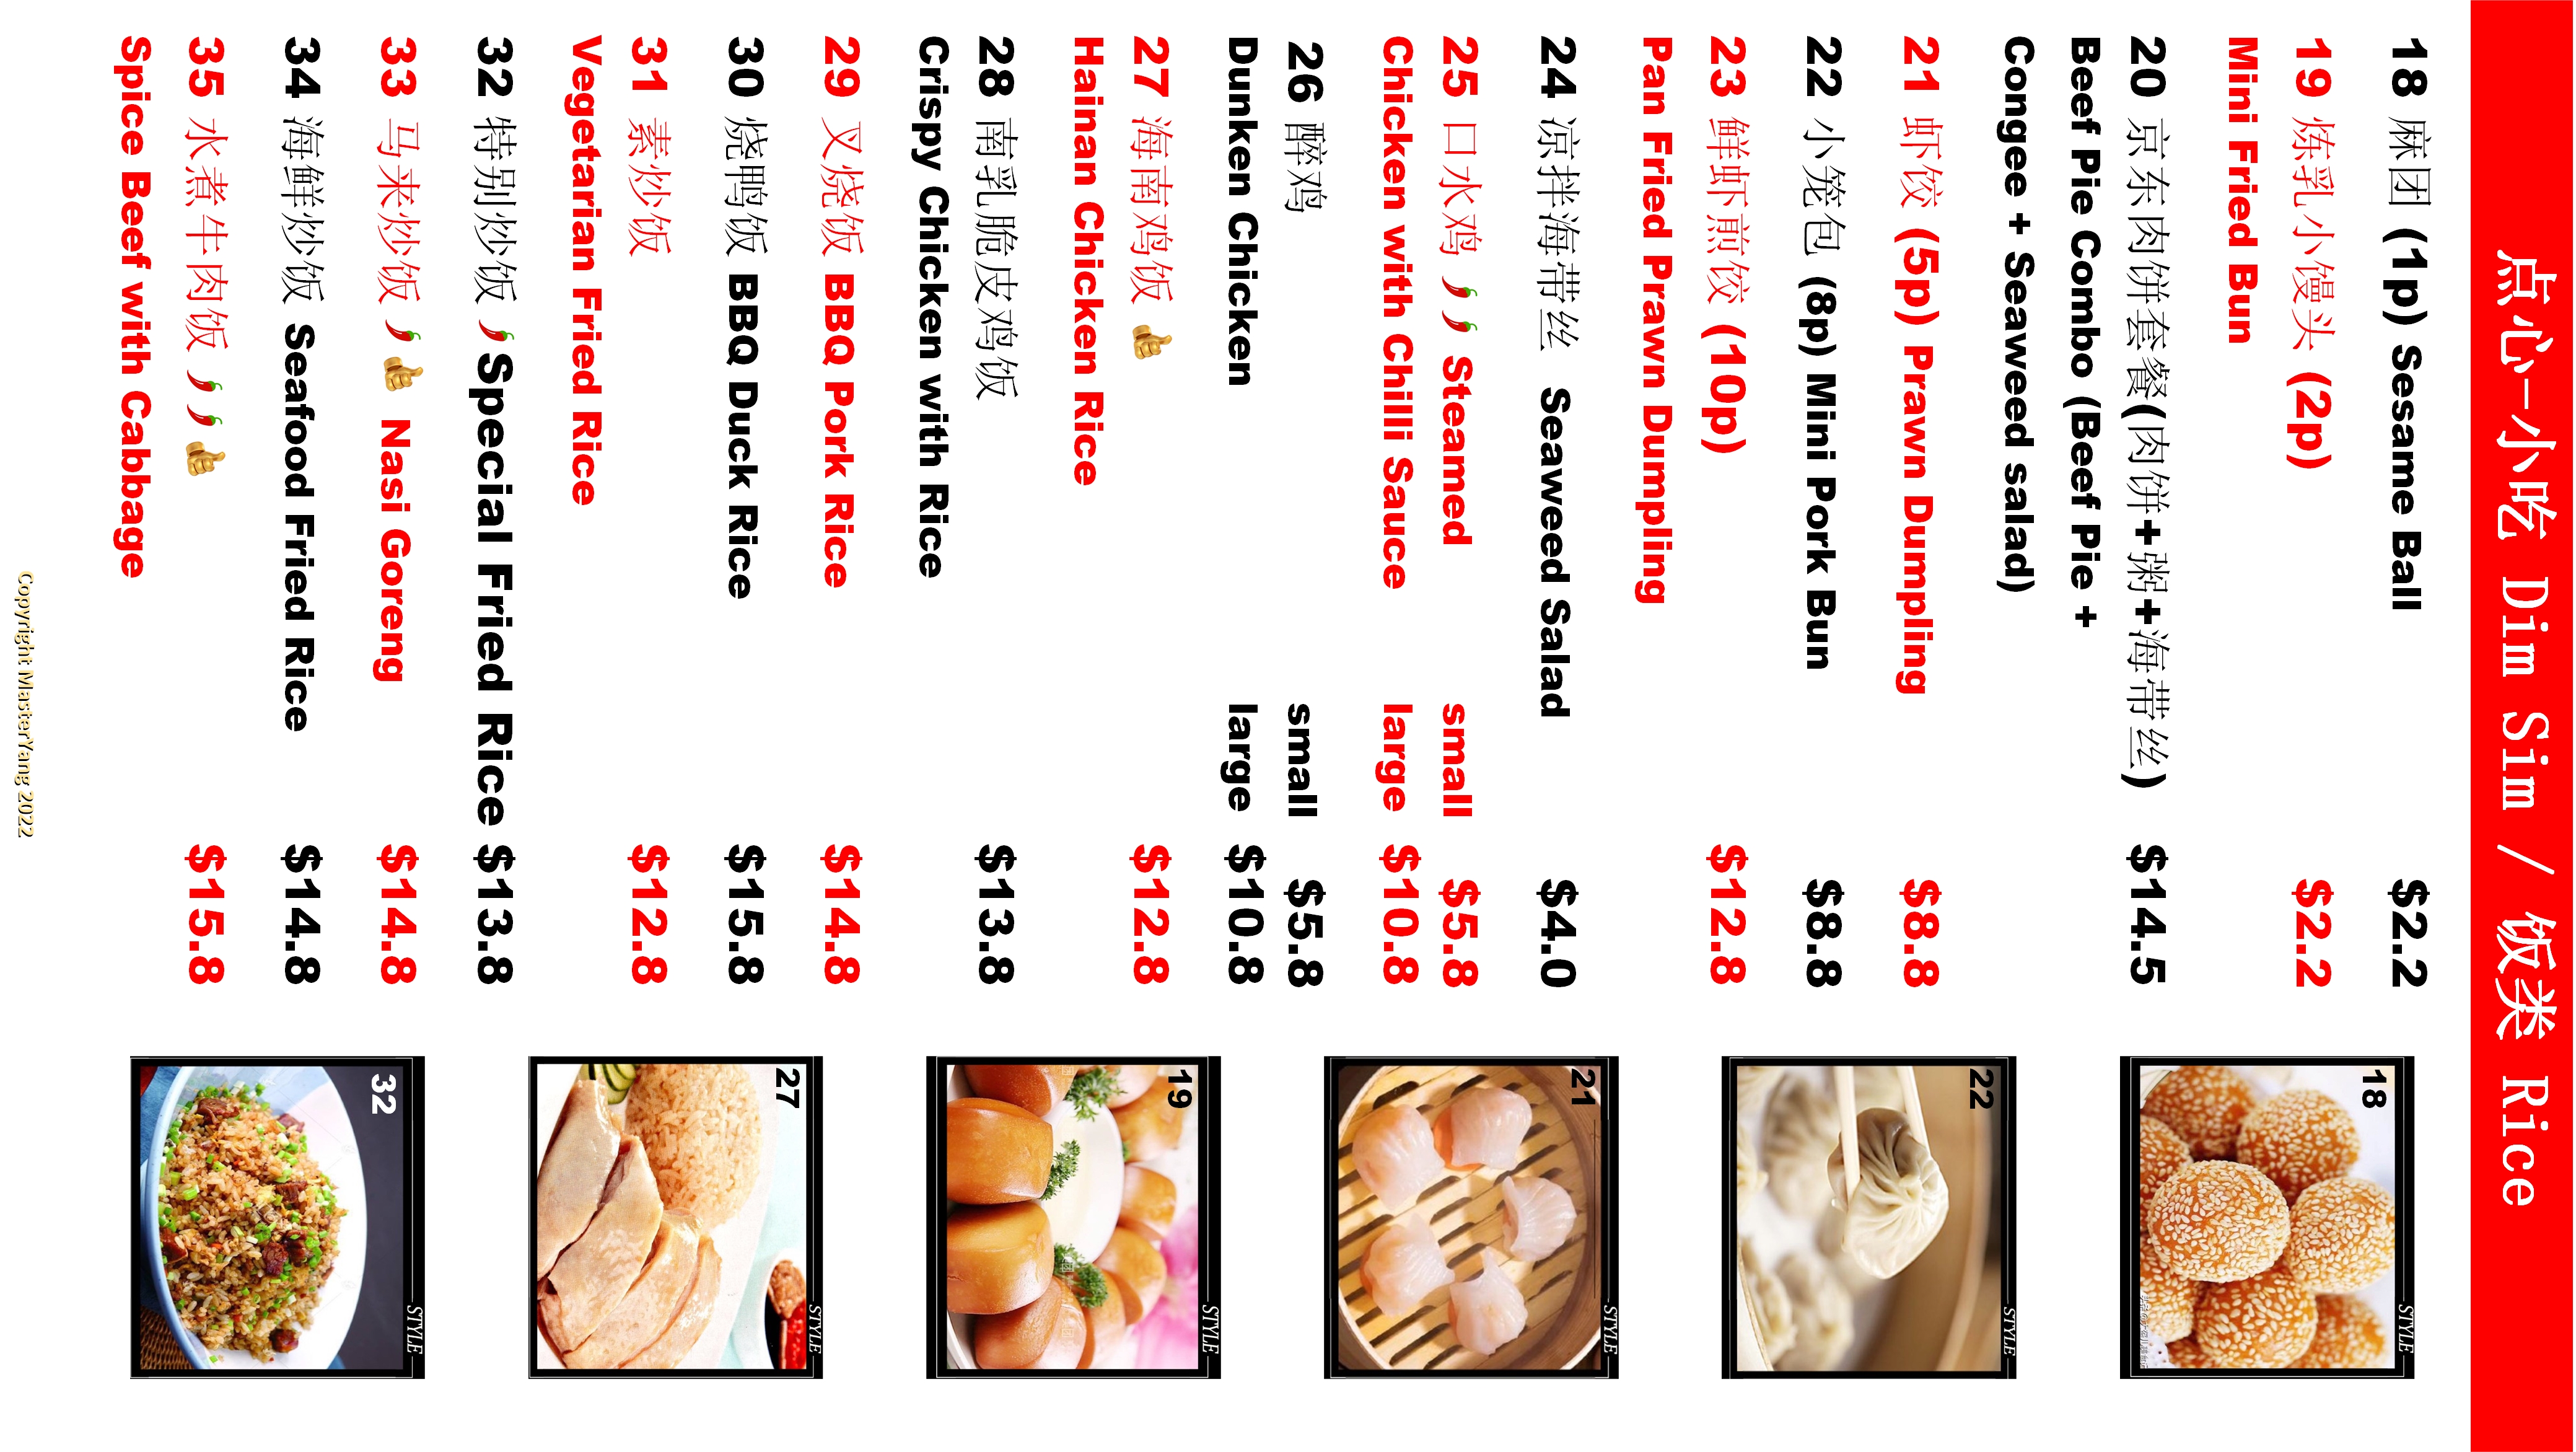 点心-小吃 Dim Sim / 饭类 Rice
18 麻团 (1p) Sesame Ball $2.2
19 炼乳小馒头 (2p) $2.2
Mini Fried Bun
20 京东肉饼套餐(肉饼+粥+海带丝) $14.5
Beef Pie Combo (Beef Pie +
Congee + Seaweed salad)
21 虾饺 (5p) Prawn Dumpling $8.8
22 小笼包 (8p) Mini Pork Bun $8.8
23 鲜虾煎饺 (10p) $12.8
Pan Fried Prawn Dumpling
24 凉拌海带丝 Seaweed Salad $4.0
25 口水鸡 🌶🌶 Steamed small $5.8
Chicken with Chilli Sauce large $10.8
26 醉鸡 small $5.8
Dunken Chicken large $10.8
27 海南鸡饭 👍 $12.8
Hainan Chicken Rice
28 南乳脆皮鸡饭 $13.8
Crispy Chicken with Rice
29 叉烧饭 BBQ Pork Rice $14.8
30 烧鸭饭 BBQ Duck Rice $15.8
31 素炒饭 $12.8
Vegetarian Fried Rice
32 特别炒饭 🌶Special Fried Rice $13.8
33 马来炒饭 🌶👍 Nasi Goreng $14.8
34 海鲜炒饭 Seafood Fried Rice $14.8
35 水煮牛肉饭 🌶🌶👍 $15.8
Spice Beef with Cabbage
18
STYLE
22
STYLE
21
STYLE
19
STYLE
27
STYLE
32
STYLE
Copyright MasterYang 2022